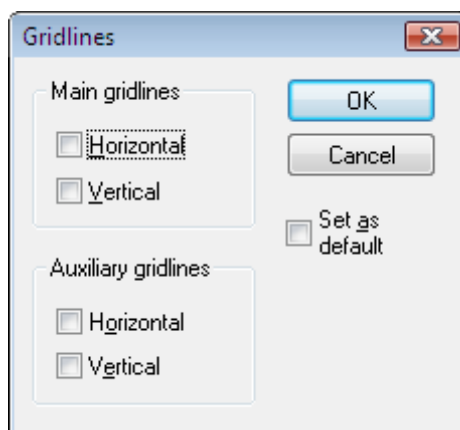 Gridlines
Main gridlines
Horizontal
Vertical
OK
Cancel
Set as
default
Auxiliary gridlines
Horizontal
Vertical